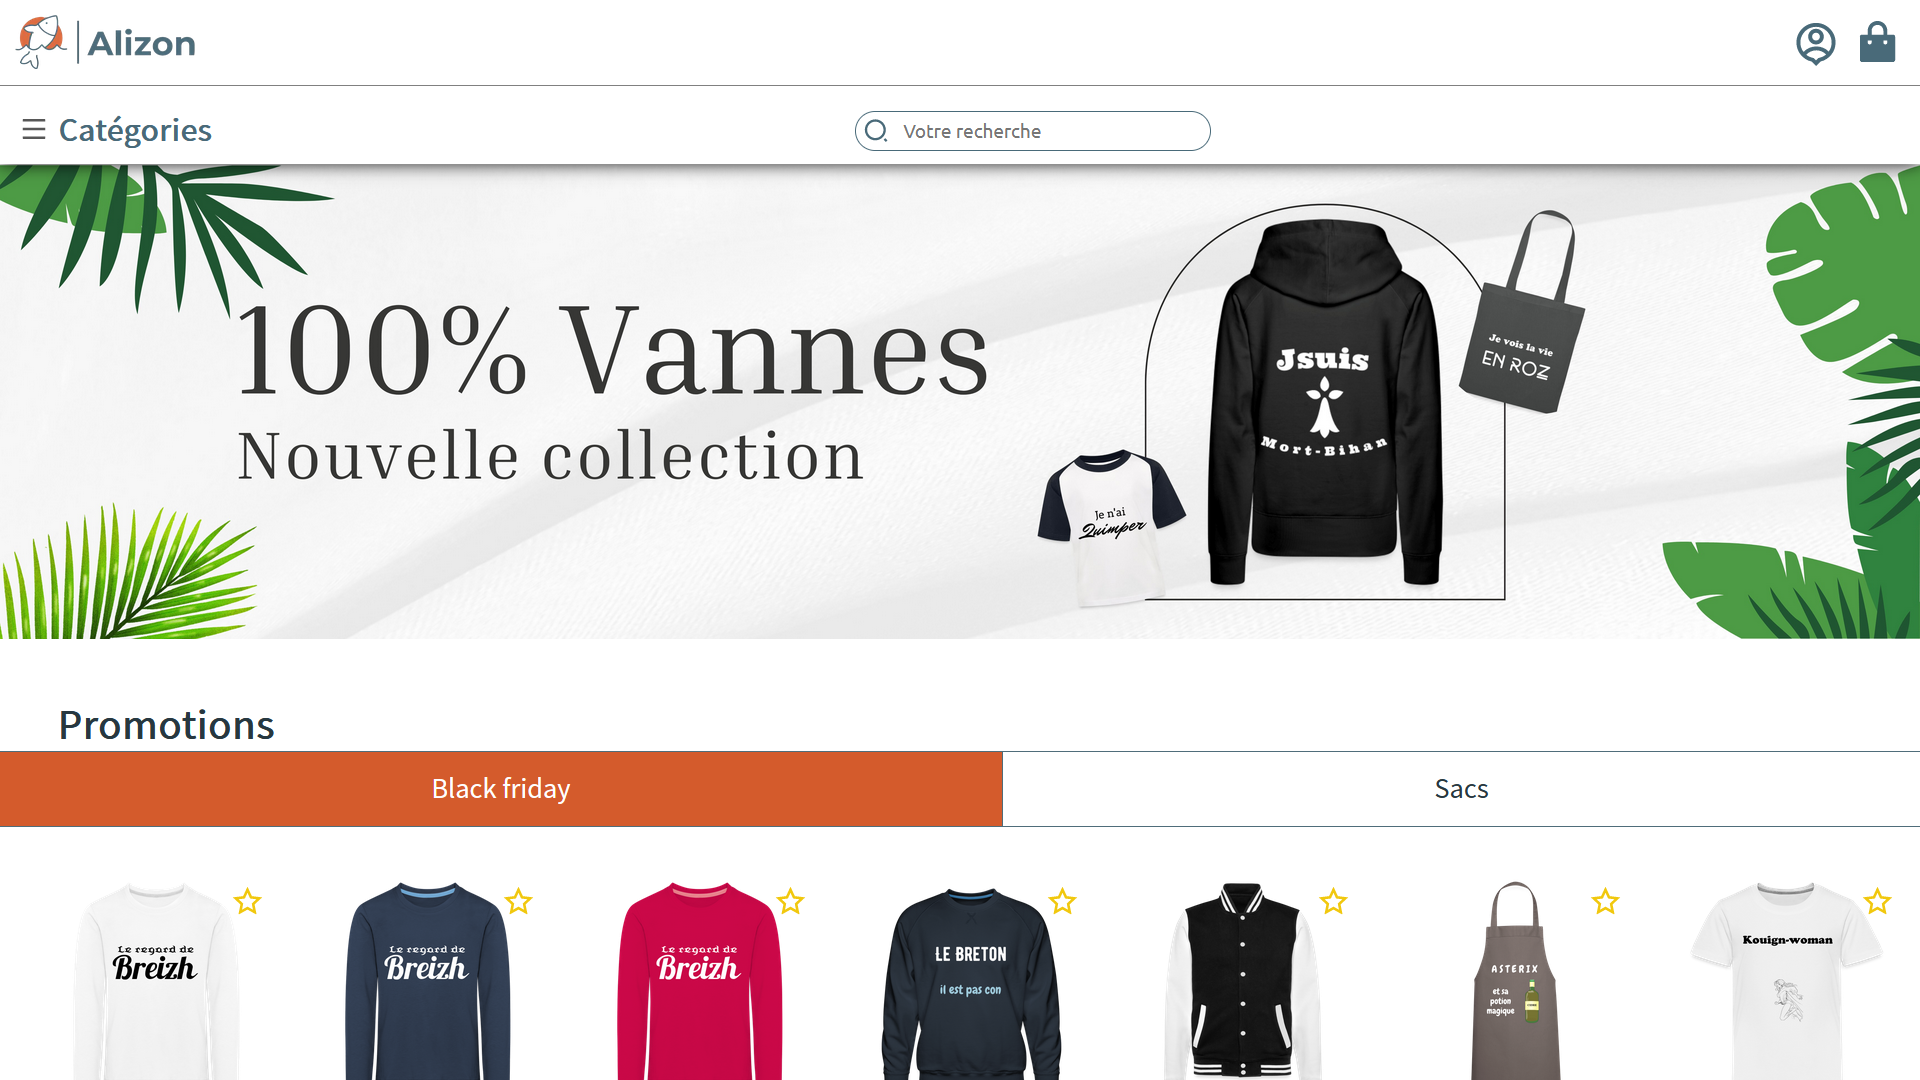 Alizon
Catégories
Votre recherche
100% Vannes
Nouvelle collection
Jsuis
Mort-Bihan
Je vois la vie
EN ROZ
Je n'ai
Quimper
Promotions
Black friday
Sacs
Le regard de
Breizh
Le regard de
Breizh
Le regard de
Breizh
LE BRETON
il est pas con
ASTERIX
et sa
potion
magique
Kouign-woman